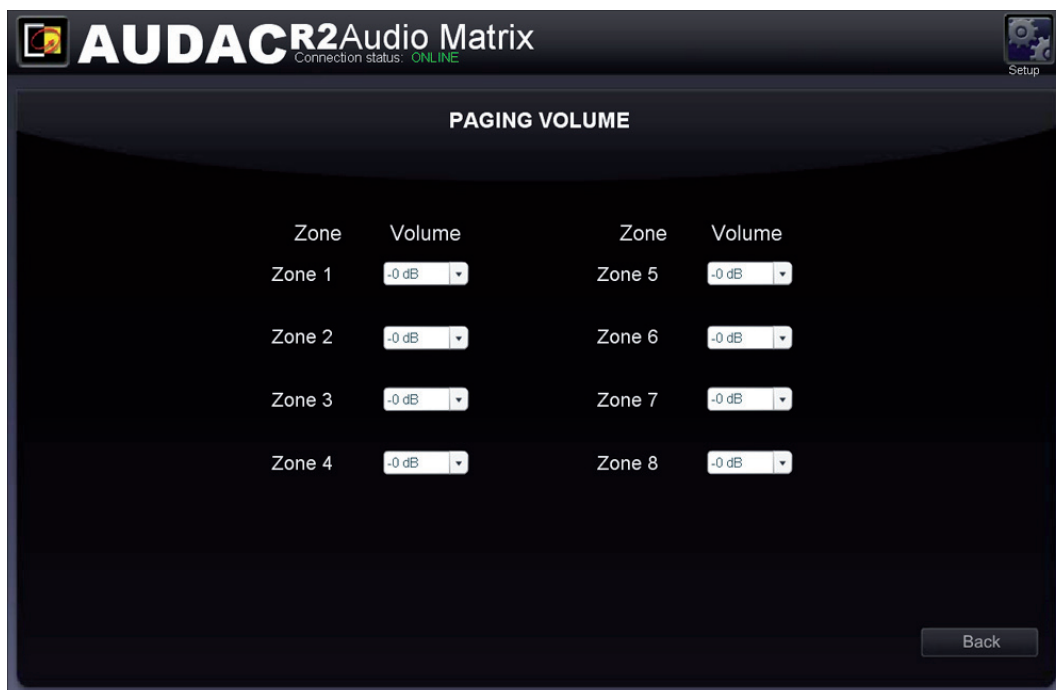 AUDAC R2 Audio Matrix
Connection status: ONLINE
Setup
PAGING VOLUME
Zone Volume Zone Volume
Zone 1 -0 dB Zone 5 -0 dB
Zone 2 -0 dB Zone 6 -0 dB
Zone 3 -0 dB Zone 7 -0 dB
Zone 4 -0 dB Zone 8 -0 dB
Back